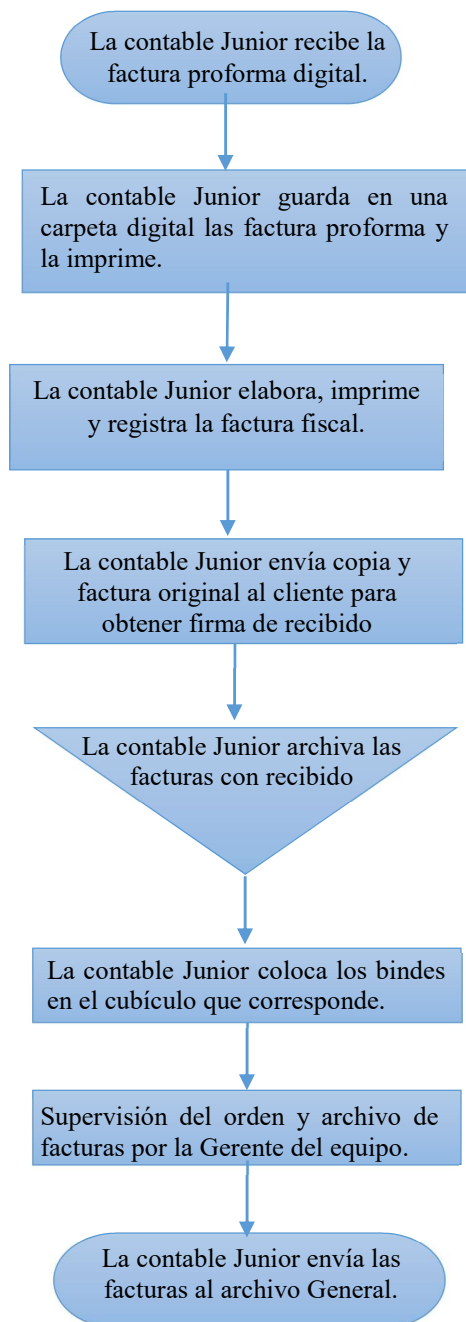 La contable Junior recibe la
factura proforma digital.
La contable Junior guarda en una
carpeta digital las factura proforma y
la imprime.
La contable Junior elabora, imprime
y registra la factura fiscal.
La contable Junior envía copia y
factura original al cliente para
obtener firma de recibido
La contable Junior archiva las
facturas con recibido
La contable Junior coloca los bindes
en el cubículo que corresponde.
Supervisión del orden y archivo de
facturas por la Gerente del equipo.
La contable Junior envía las
facturas al archivo General.